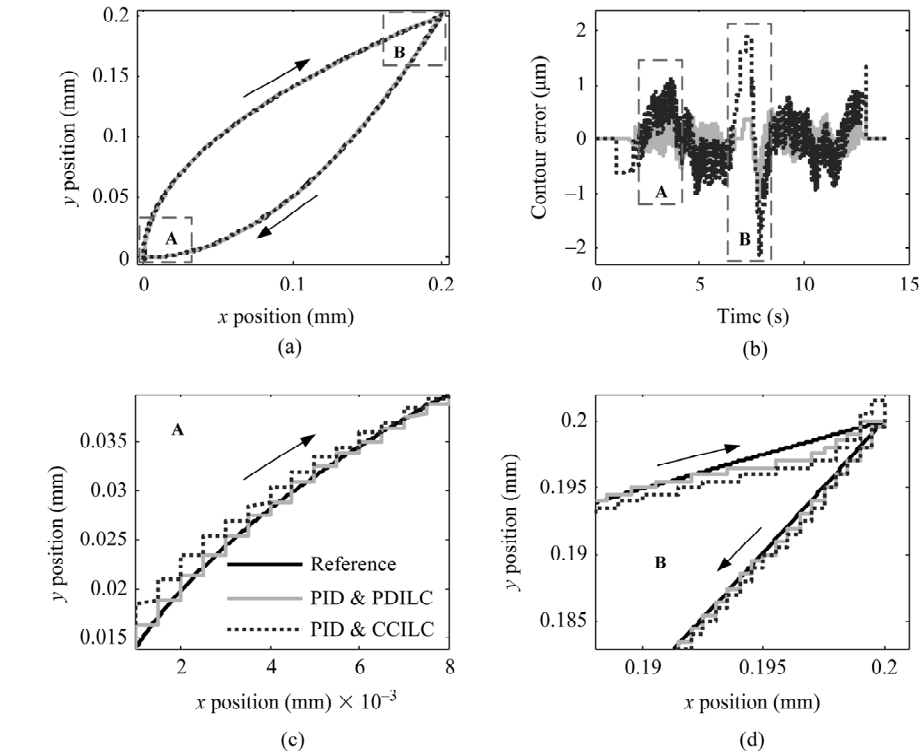 0.2
0.15
0.1
0.05
0
y position (mm)
B
A
0
0.1
0.2
x position (mm)
(a)
2
1
0
−1
−2
Contour error (μm)
A
B
0
5
10
15
Timc (s)
(b)
0.035
0.03
0.025
0.02
0.015
y position (mm)
A
Reference
PID & PDILC
PID & CCILC
2
4
6
8
x position (mm) × 10−3
(c)
0.2
0.195
0.19
0.185
y position (mm)
B
0.19
0.195
0.2
x position (mm)
(d)